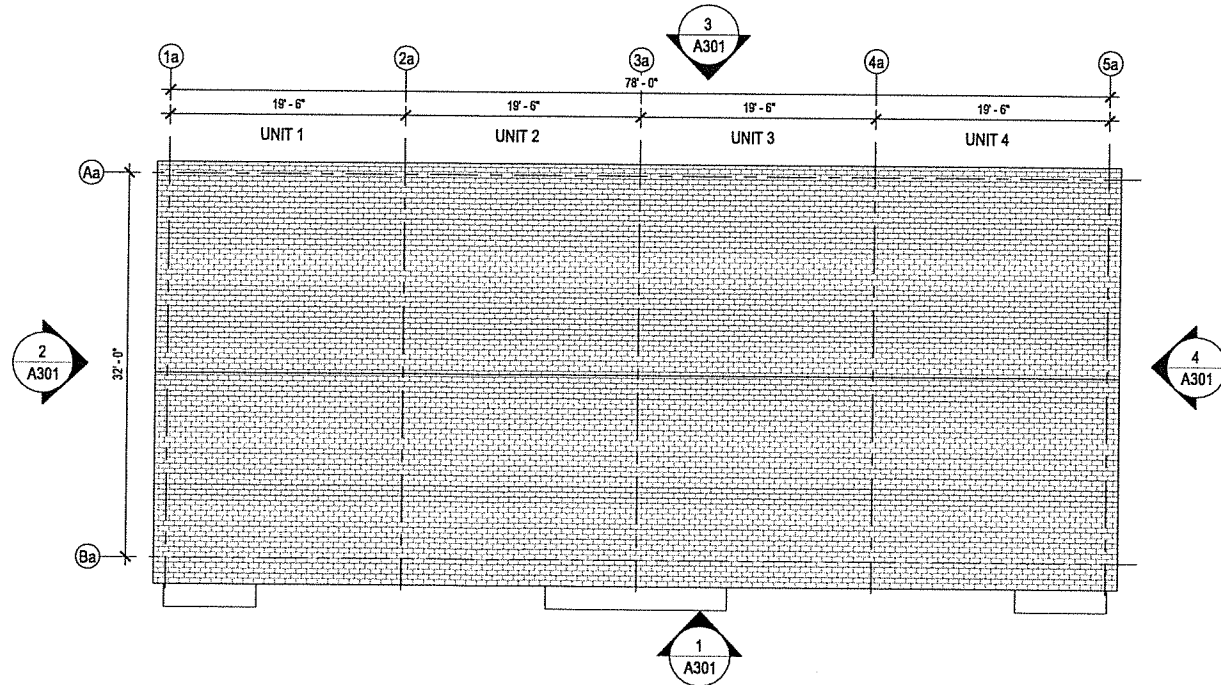 3
A301
1a
2a
3a
4a
5a
78' - 0"
19' - 6"
19' - 6"
19' - 6"
19' - 6"
UNIT 1
UNIT 2
UNIT 3
UNIT 4
Aa
32' - 0"
2
A301
4
A301
Ba
1
A301